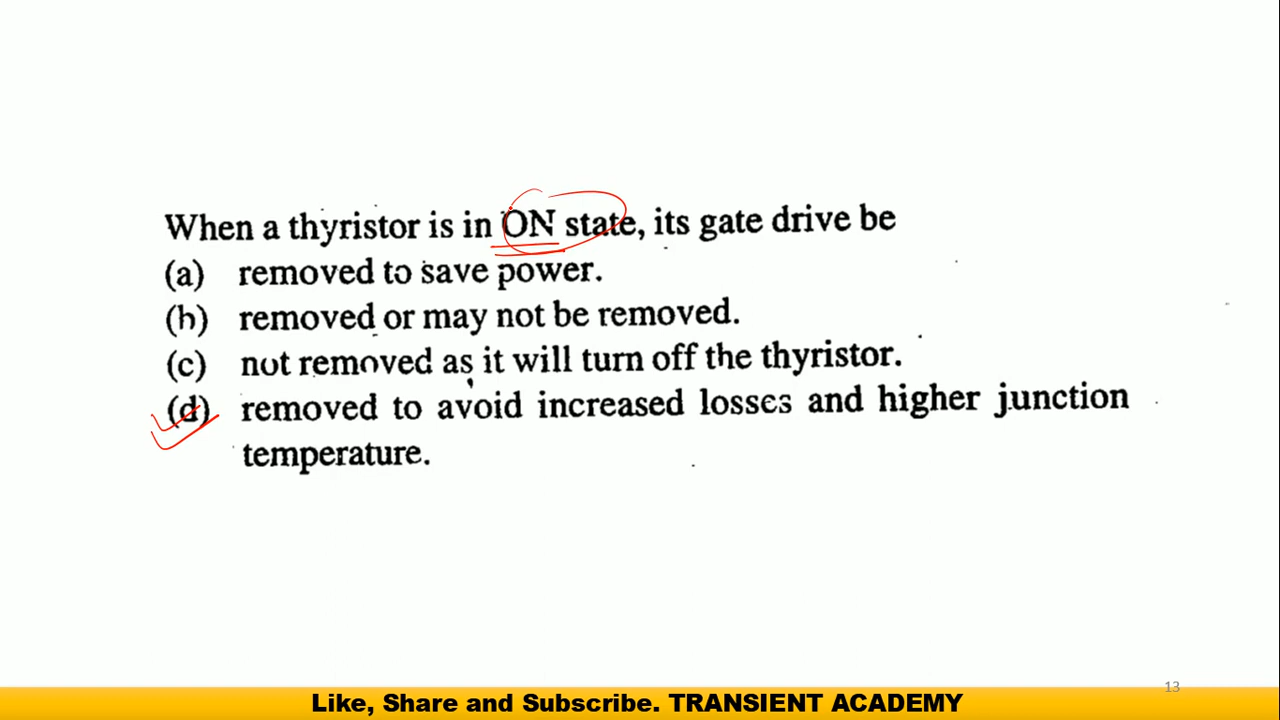 When a thyristor is in ON state, its gate drive be
(a) removed to save power.
(b) removed or may not be removed.
(c) not removed as it will turn off the thyristor.
(d) removed to avoid increased losses and higher junction
temperature.
13
Like, Share and Subscribe. TRANSIENT ACADEMY